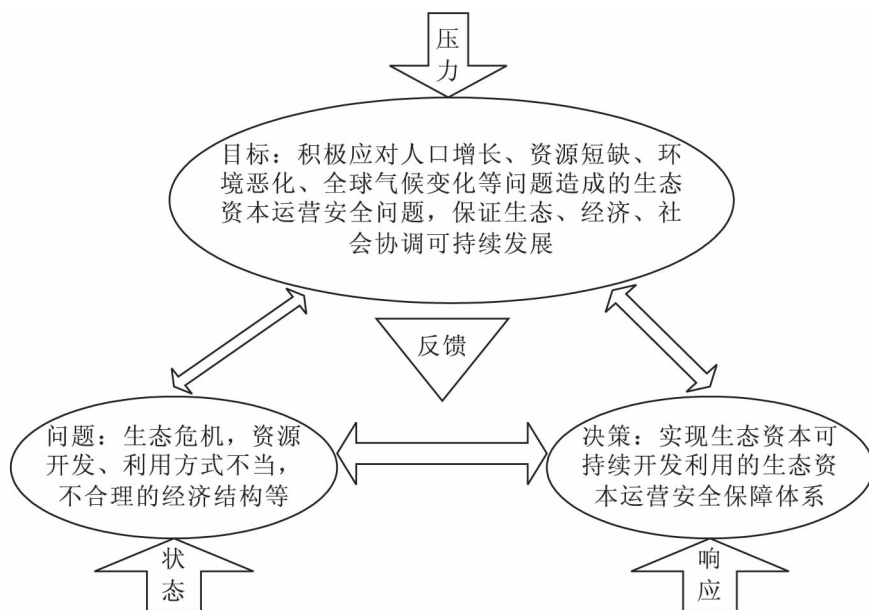 压
力
目标：积极应对人口增长、资源短缺、环
境恶化、全球气候变化等问题造成的生态
资本运营安全问题，保证生态、经济、社
会协调可持续发展
反馈
问题：生态危机，资源
开发、利用方式不当，
不合理的经济结构等
决策：实现生态资本可
持续开发利用的生态资
本运营安全保障体系
状
态
响
应